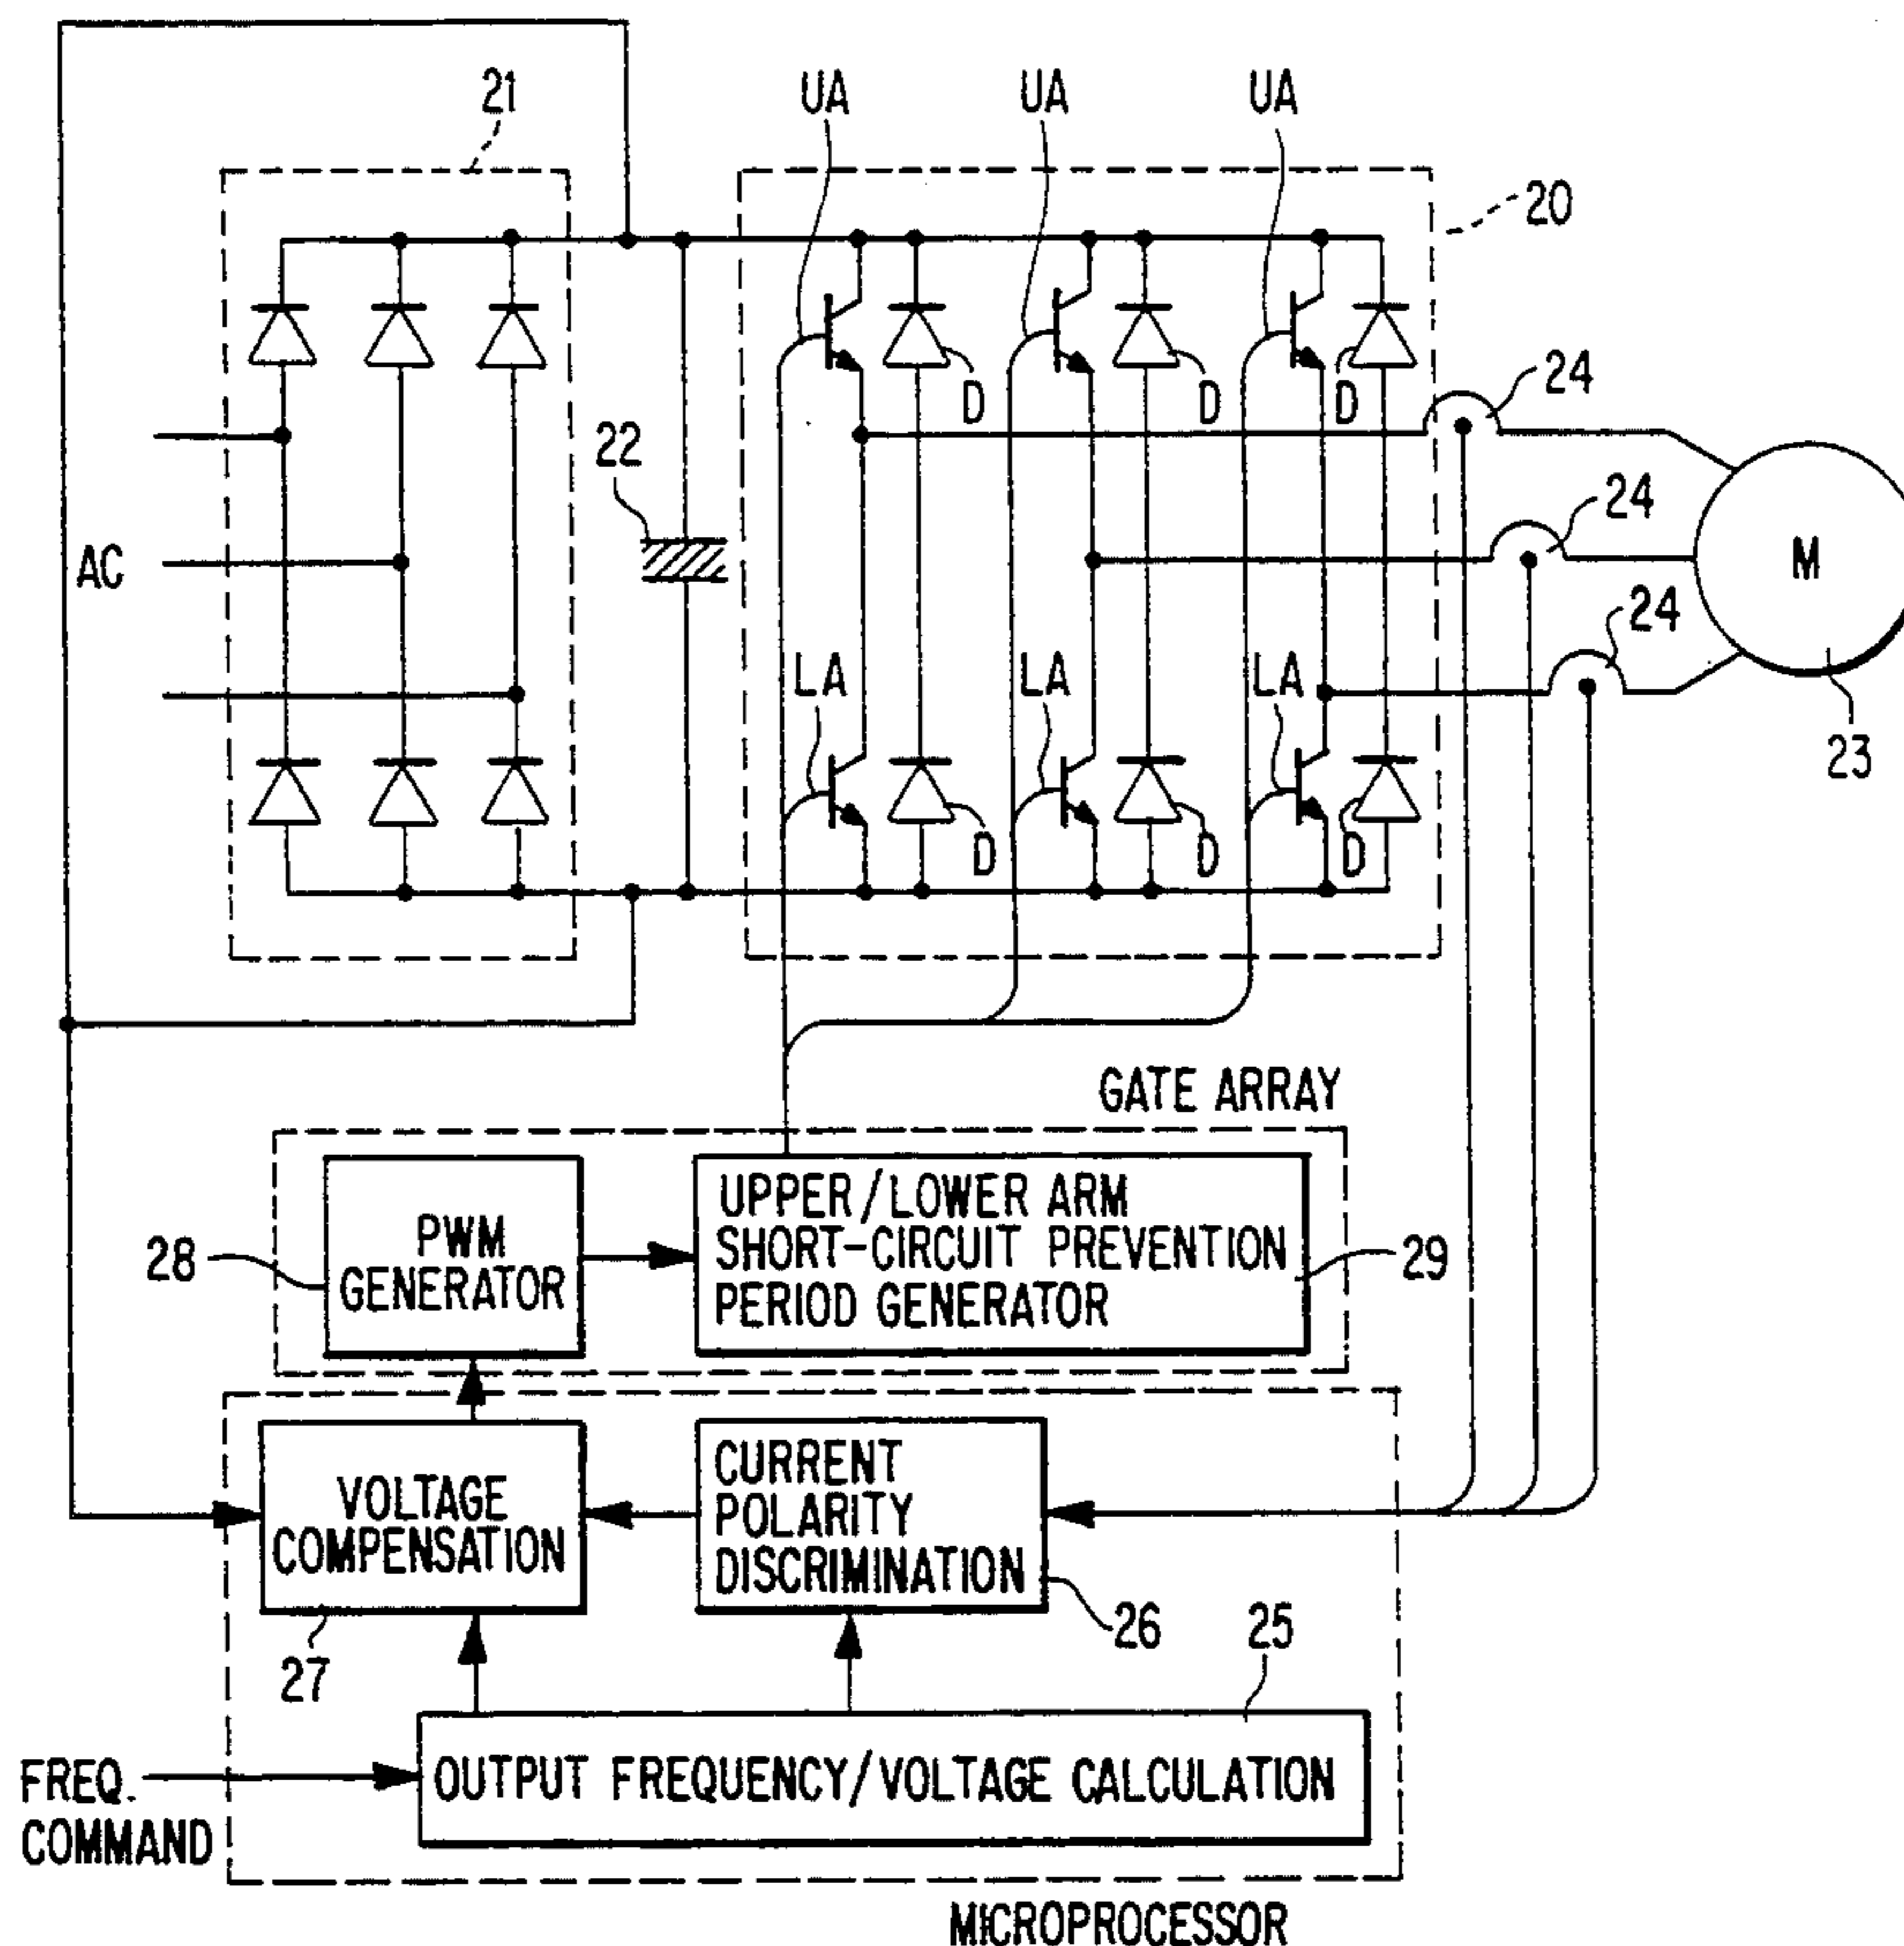 21
UA
UA
UA
20
D
D
D
24
22
24
AC
M
24
LA
LA
LA
23
D
D
D
GATE ARRAY
28
PWM
GENERATOR
UPPER/LOWER ARM
SHORT-CIRCUIT PREVENTION
PERIOD GENERATOR
29
VOLTAGE
COMPENSATION
CURRENT
POLARITY
DISCRIMINATION
27
26
25
FREQ.
COMMAND
OUTPUT FREQUENCY/VOLTAGE CALCULATION
MICROPROCESSOR